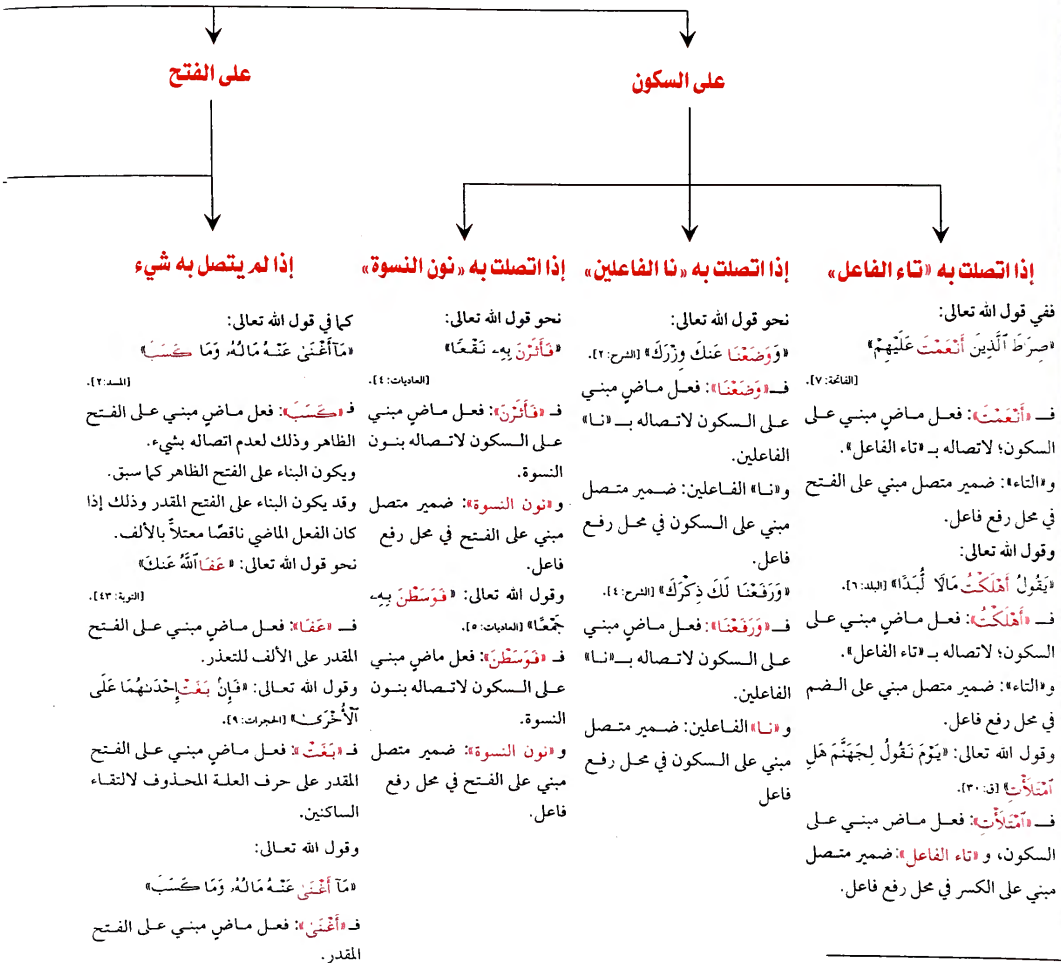 على السكون
على الفتح
إذا اتصلت به «تاء الفاعل»
ففي قول الله تعالى:
«صِرَٰطَ ٱلَّذِينَ أَنْعَمْتَ عَلَيْهِمْ»
[الفاتحة: ٧].
فـ «أَنْعَمْتَ»: فعل ماض مبني على
السكون؛ لاتصاله بـ «تاء الفاعل».
و«التاء»: ضمير متصل مبني على الفتح
في محل رفع فاعل.
وقول الله تعالى:
«يَقُولُ أَهْلَكْتُ مَالًا لُّبَدًا» [البلد: ٦].
فـ «أَهْلَكْتُ»: فعل ماضٍ مبني على
السكون؛ لاتصاله بـ «تاء الفاعل».
و«التاء»: ضمير متصل مبني على الضم
في محل رفع فاعل.
وقول الله تعالى: «يَوْمَ نَقُولُ لِجَهَنَّمَ هَلِ
ٱمْتَلَأْتِ» [ق: ٣٠].
فـ «ٱمْتَلَأْتِ»: فعل ماض مبني على
السكون، و «تاء الفاعل»: ضمير متصل
مبني على الكسر في محل رفع فاعل.
إذا اتصلت به «نا الفاعلين»
نحو قول الله تعالى:
«وَوَضَعْنَا عَنكَ وِزْرَكَ» [الشرح: ٢].
فـ «وَضَعْنَا»: فعل ماضٍ مبني
على السكون لاتصاله بـ «نا»
الفاعلين.
و«نا» الفاعلين: ضمير متصل
مبني على السكون في محل رفع
فاعل.
«وَرَفَعْنَا لَكَ ذِكْرَكَ» [الشرح: ٤].
فـ «وَرَفَعْنَا»: فعل ماضٍ مبني
على السكون لاتصاله بـ «نا»
الفاعلين.
و «نا» الفاعلين: ضمير متصل
مبني على السكون في محل رفع
فاعل
إذا اتصلت به «نون النسوة»
نحو قول الله تعالى:
«فَأَثَرْنَ بِهِۦ نَقْعًا»
[العاديات: ٤].
فـ «فَأَثَرْنَ»: فعل ماضٍ مبني
على السكون لاتصاله بنون
النسوة.
و«نون النسوة»: ضمير متصل
مبني على الفتح في محل رفع
فاعل.
وقول الله تعالى: «فَوَسَطْنَ بِهِۦ
جَمْعًا» [العاديات: ٥].
فـ «فَوَسَطْنَ»: فعل ماضٍ مبني
على السكون لاتصاله بنون
النسوة.
و «نون النسوة»: ضمير متصل
مبني على الفتح في محل رفع
فاعل.
إذا لم يتصل به شيء
كما في قول الله تعالى:
«مَآ أَغْنَىٰ عَنْهُ مَالُهُۥ وَمَا كَسَبَ»
[المسد: ٢].
فـ «كَسَبَ»: فعل ماضٍ مبني على الفتح
الظاهر وذلك لعدم اتصاله بشيء.
ويكون البناء على الفتح الظاهر كما سبق.
وقد يكون البناء على الفتح المقدر وذلك إذا
كان الفعل الماضي ناقصًا معتلاًّ بالألف.
نحو قول الله تعالى: «عَفَا ٱللَّهُ عَنكَ»
[التوبة: ٤٣].
فـ «عَفَا»: فعل ماضٍ مبني على الفتح
المقدر على الألف للتعذر.
وقول الله تعالى: «فَإِنۢ بَغَتْ إِحْدَىٰهُمَا عَلَى
ٱلْأُخْرَىٰ» [الحجرات: ٩].
فـ «بَغَتْ»: فعل ماضٍ مبني على الفتح
المقدر على حرف العلة المحذوف لالتقاء
الساكنين.
وقول الله تعالى:
«مَآ أَغْنَىٰ عَنْهُ مَالُهُۥ وَمَا كَسَبَ»
فـ «أَغْنَىٰ»: فعل ماضٍ مبني على الفتح
المقدر.